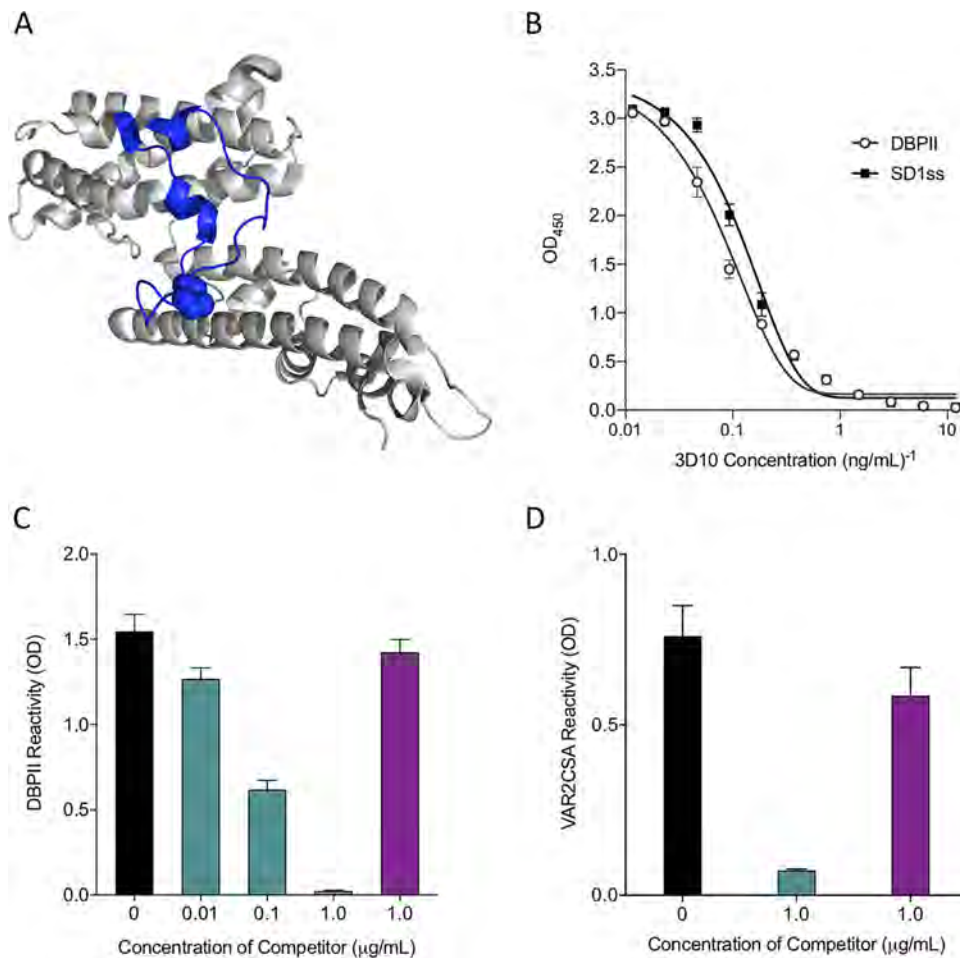 A
B
3.5
3.0
2.5
2.0
1.5
1.0
0.5
0.0
OD450
DBPII
SD1ss
0.01 0.1 1 10
3D10 Concentration (ng/mL)-1
C
2.0
1.5
1.0
0.5
0.0
DBPII Reactivity (OD)
0 0.01 0.1 1.0 1.0
Concentration of Competitor (μg/mL)
D
1.0
0.5
0.0
VAR2CSA Reactivity (OD)
0 1.0 1.0
Concentration of Competitor (μg/mL)